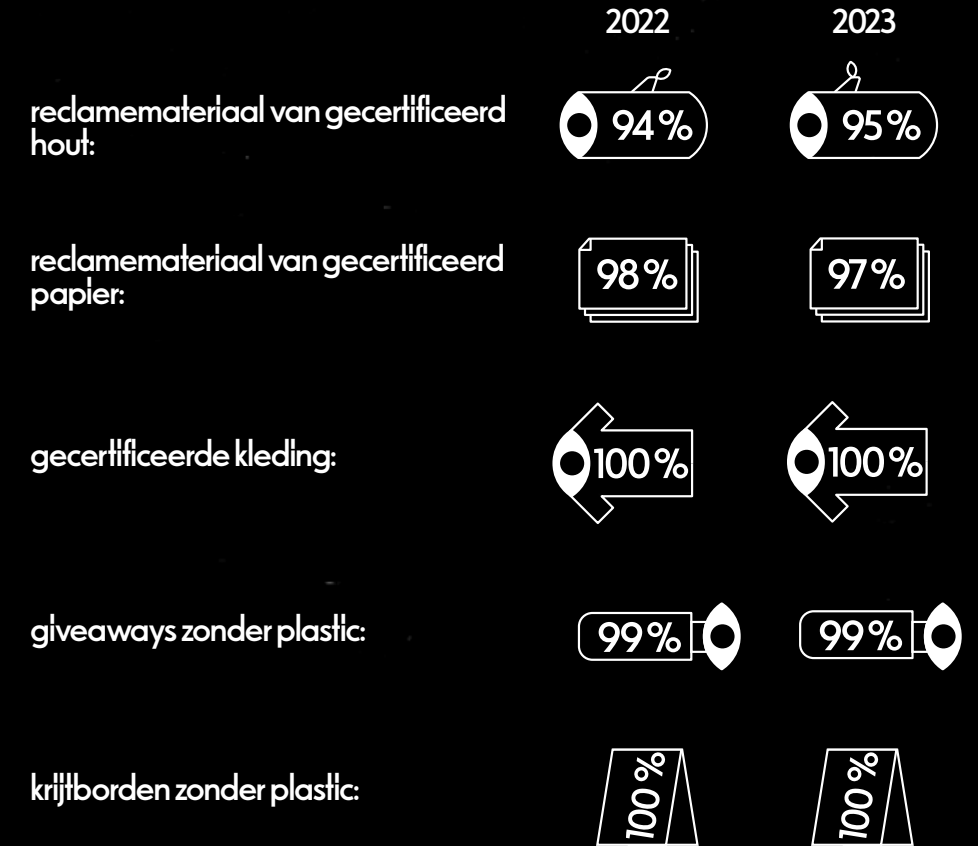 2022 2023
reclamemateriaal van gecertificeerd 94% 95%
hout:
reclamemateriaal van gecertificeerd 98% 97%
papier:
gecertificeerde kleding: 100% 100%
giveaways zonder plastic: 99% 99%
krijtborden zonder plastic: 100% 100%